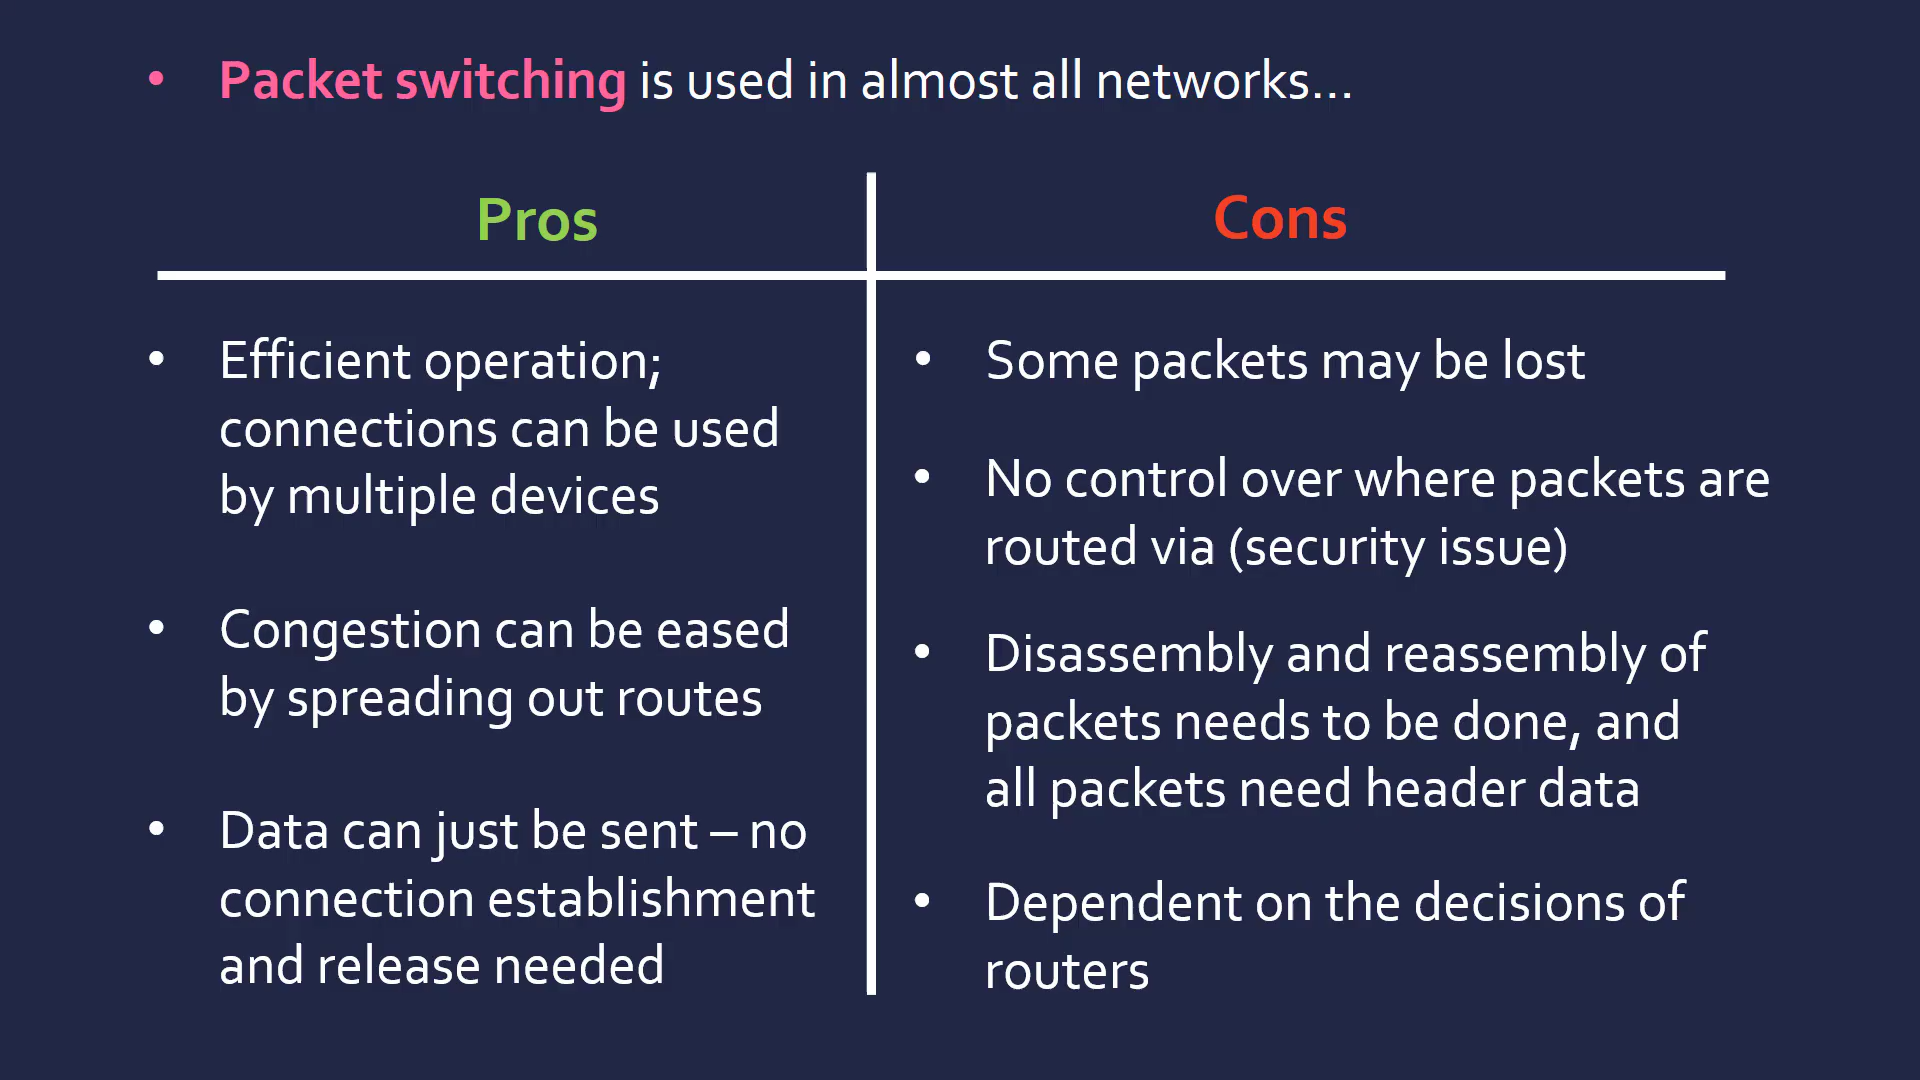 • Packet switching is used in almost all networks...
Pros
• Efficient operation;
connections can be used
by multiple devices
• Congestion can be eased
by spreading out routes
• Data can just be sent – no
connection establishment
and release needed
Cons
• Some packets may be lost
• No control over where packets are
routed via (security issue)
• Disassembly and reassembly of
packets needs to be done, and
all packets need header data
• Dependent on the decisions of
routers